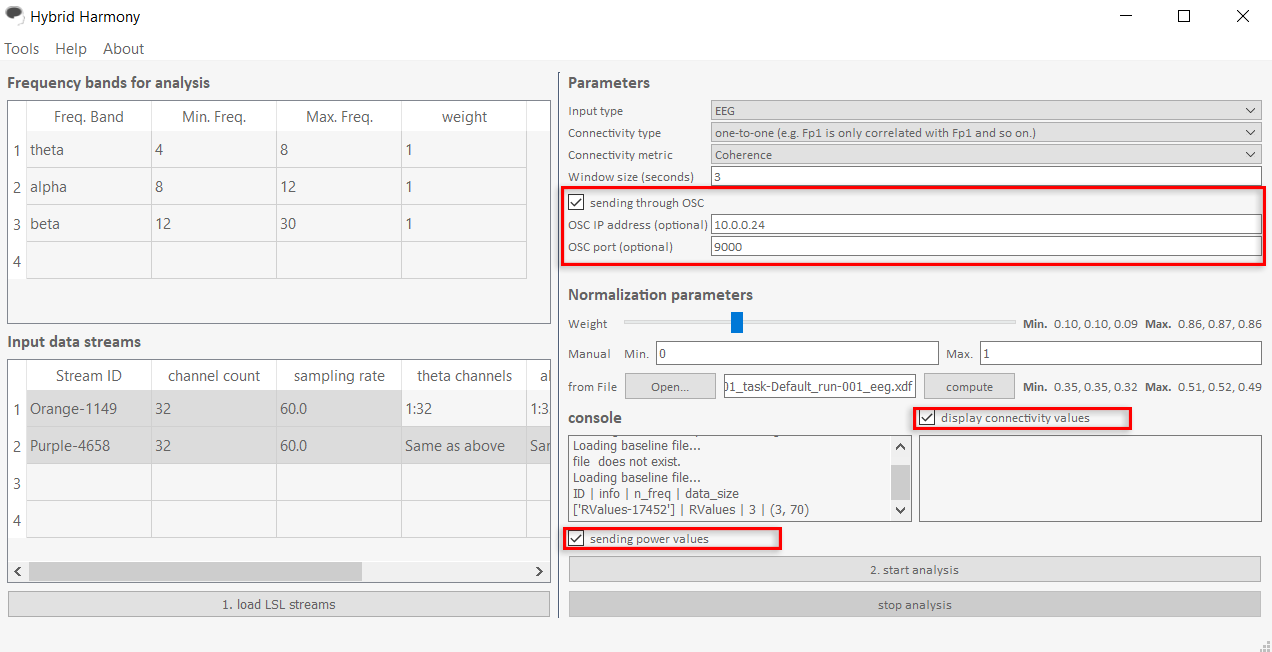 Hybrid Harmony
Tools Help About
Frequency bands for analysis
Freq. Band Min. Freq. Max. Freq. weight
1 theta 4 8 1
2 alpha 8 12 1
3 beta 12 30 1
4
Input data streams
Stream ID channel count sampling rate theta channels al
1 Orange-1149 32 60.0 1:32 1:3
2 Purple-4658 32 60.0 Same as above Sar
3
4
1. load LSL streams
Parameters
Input type EEG
Connectivity type one-to-one (e.g. Fp1 is only correlated with Fp1 and so on.)
Connectivity metric Coherence
Window size (seconds) 3
sending through OSC
OSC IP address (optional) 10.0.0.24
OSC port (optional) 9000
Normalization parameters
Weight Min. 0.10, 0.10, 0.09 Max. 0.86, 0.87, 0.86
Manual Min. 0 Max. 1
from File Open... 01_task-Default_run-001_eeg.xdf compute Min. 0.35, 0.35, 0.32 Max. 0.51, 0.52, 0.49
console display connectivity values
Loading baseline file...
file does not exist.
Loading baseline file...
ID | info | n_freq | data_size
['RValues-17452'] | RValues | 3 | (3, 70)
sending power values
2. start analysis
stop analysis